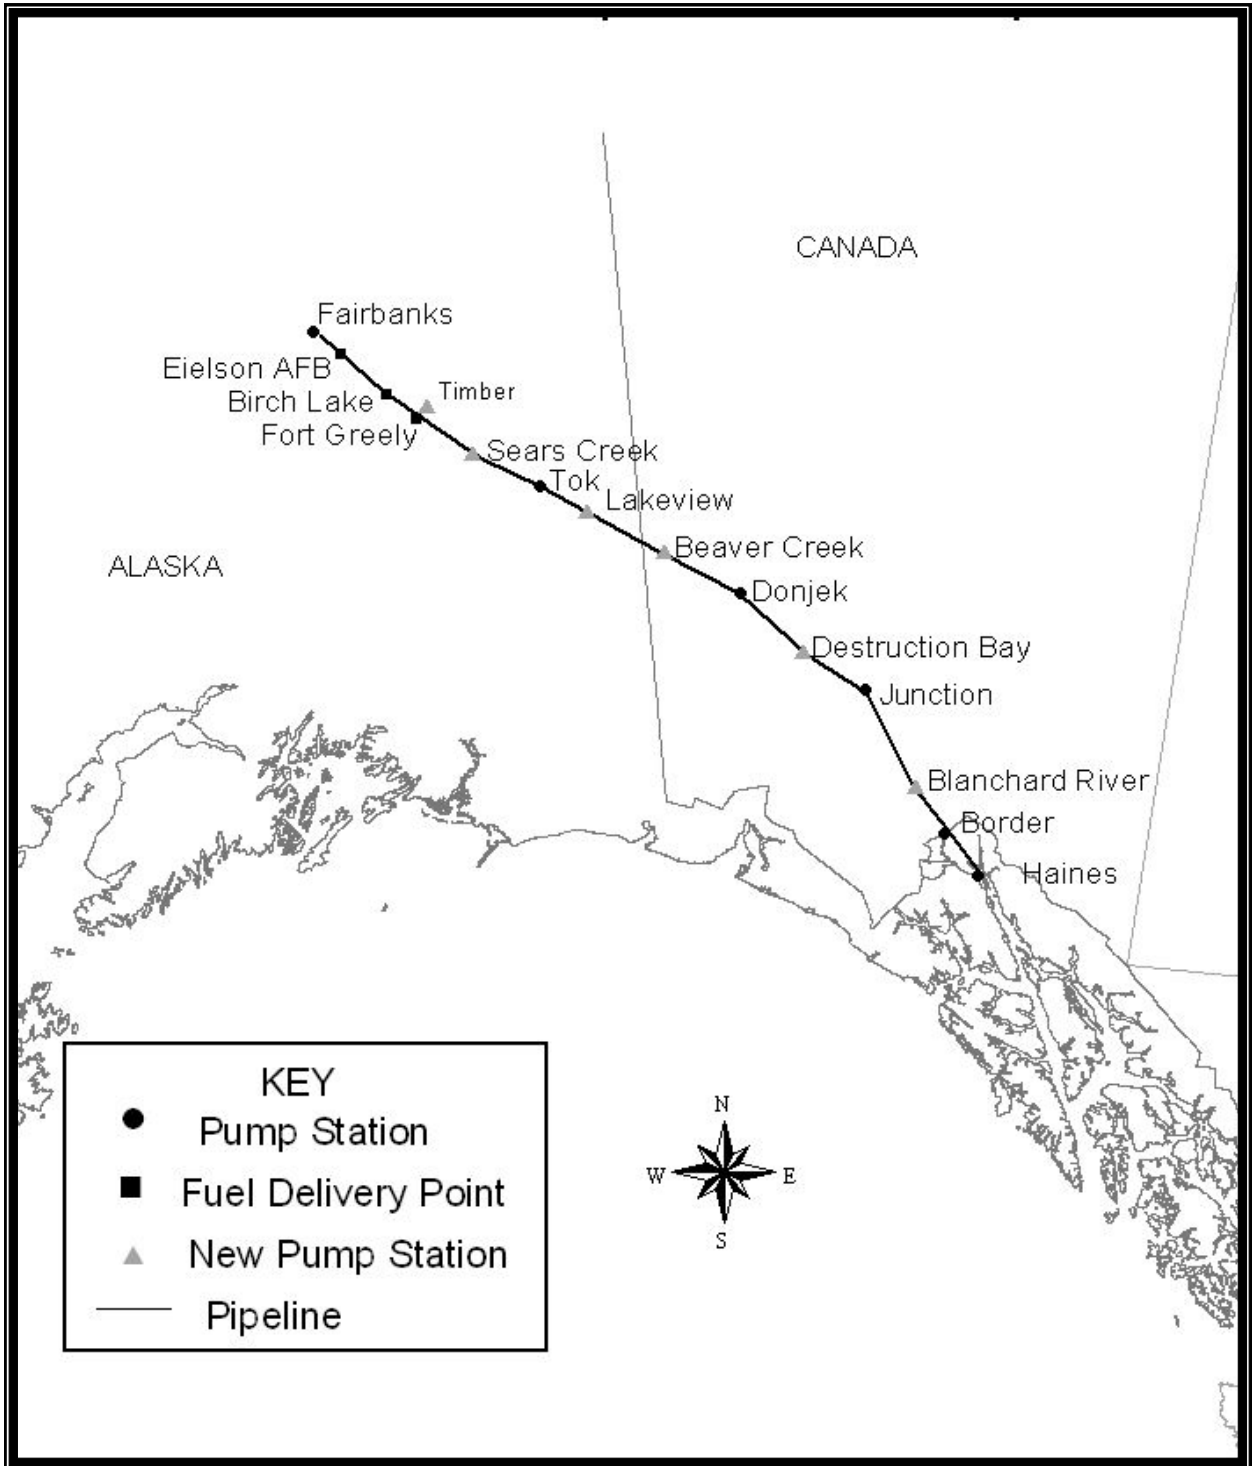 CANADA
Fairbanks
Eielson AFB
Timber
Birch Lake
Fort Greely
Sears Creek
Tok
Lakeview
Beaver Creek
ALASKA
Donjek
Destruction Bay
Junction
Blanchard River
Border
Haines
KEY
Pump Station
Fuel Delivery Point
New Pump Station
Pipeline
N
W E
S